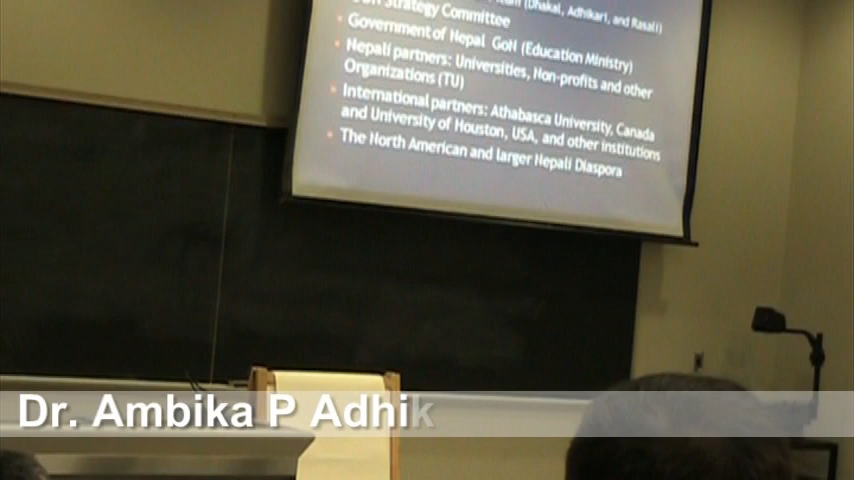 (Dhakal, Adhikari, and Rasali)
Strategy Committee
Government of Nepal GoN (Education Ministry)
Nepali partners: Universities, Non-profits and other
Organizations (TU)
International partners: Athabasca University, Canada
and University of Houston, USA, and other institutions
The North American and larger Nepali Diaspora
Dr. Ambika P Adhik